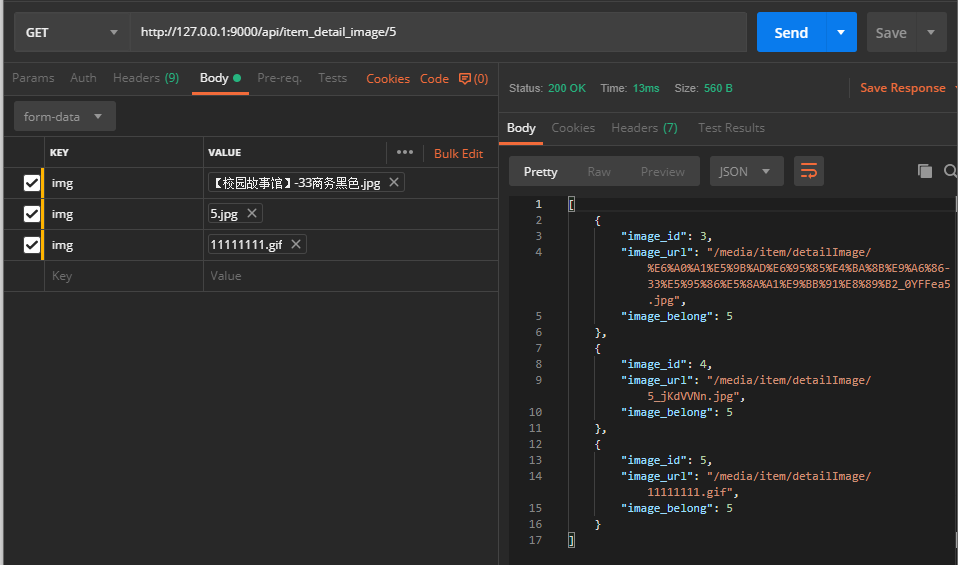 GET http://127.0.0.1:9000/api/item_detail_image/5 Send Save
Params Auth Headers (9) Body Pre-req. Tests Cookies Code (0)
form-data
KEY VALUE ••• Bulk Edit
img 【校园故事馆】-33商务黑色.jpg
img 5.jpg
img 11111111.gif
Key Value
Status: 200 OK Time: 13ms Size: 560 B Save Response
Body Cookies Headers (7) Test Results
Pretty Raw Preview JSON
1 [
2 {
3 "image_id": 3,
4 "image_url": "/media/item/detailImage/
%E6%A0%A1%E5%9B%AD%E6%95%85%E4%BA%8B%E9%A6%86-
33%E5%95%86%E5%8A%A1%E9%BB%91%E8%89%B2_0YFFea5
.jpg",
5 "image_belong": 5
6 },
7 {
8 "image_id": 4,
9 "image_url": "/media/item/detailImage/
5_jKdVVNn.jpg",
10 "image_belong": 5
11 },
12 {
13 "image_id": 5,
14 "image_url": "/media/item/detailImage/
11111111.gif",
15 "image_belong": 5
16 }
17 ]